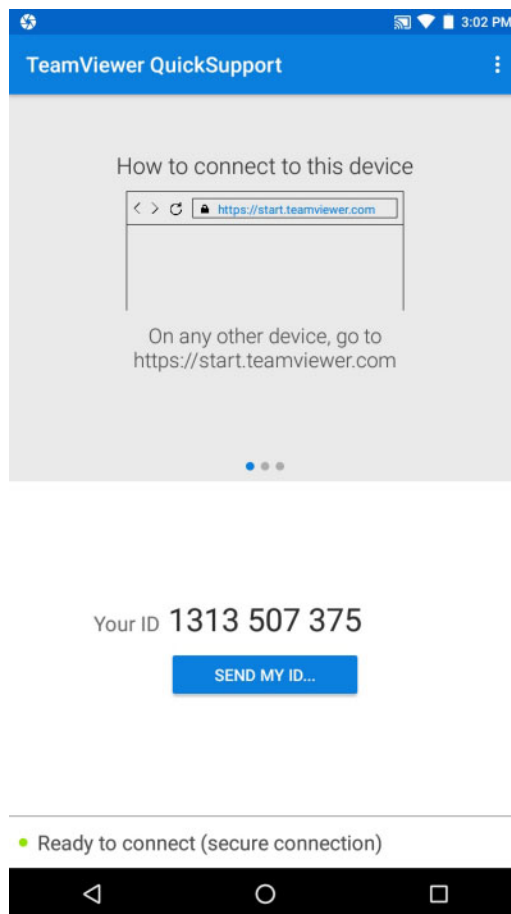 3:02 PM
TeamViewer QuickSupport
How to connect to this device
https://start.teamviewer.com
On any other device, go to
https://start.teamviewer.com
Your ID 1313 507 375
SEND MY ID...
Ready to connect (secure connection)